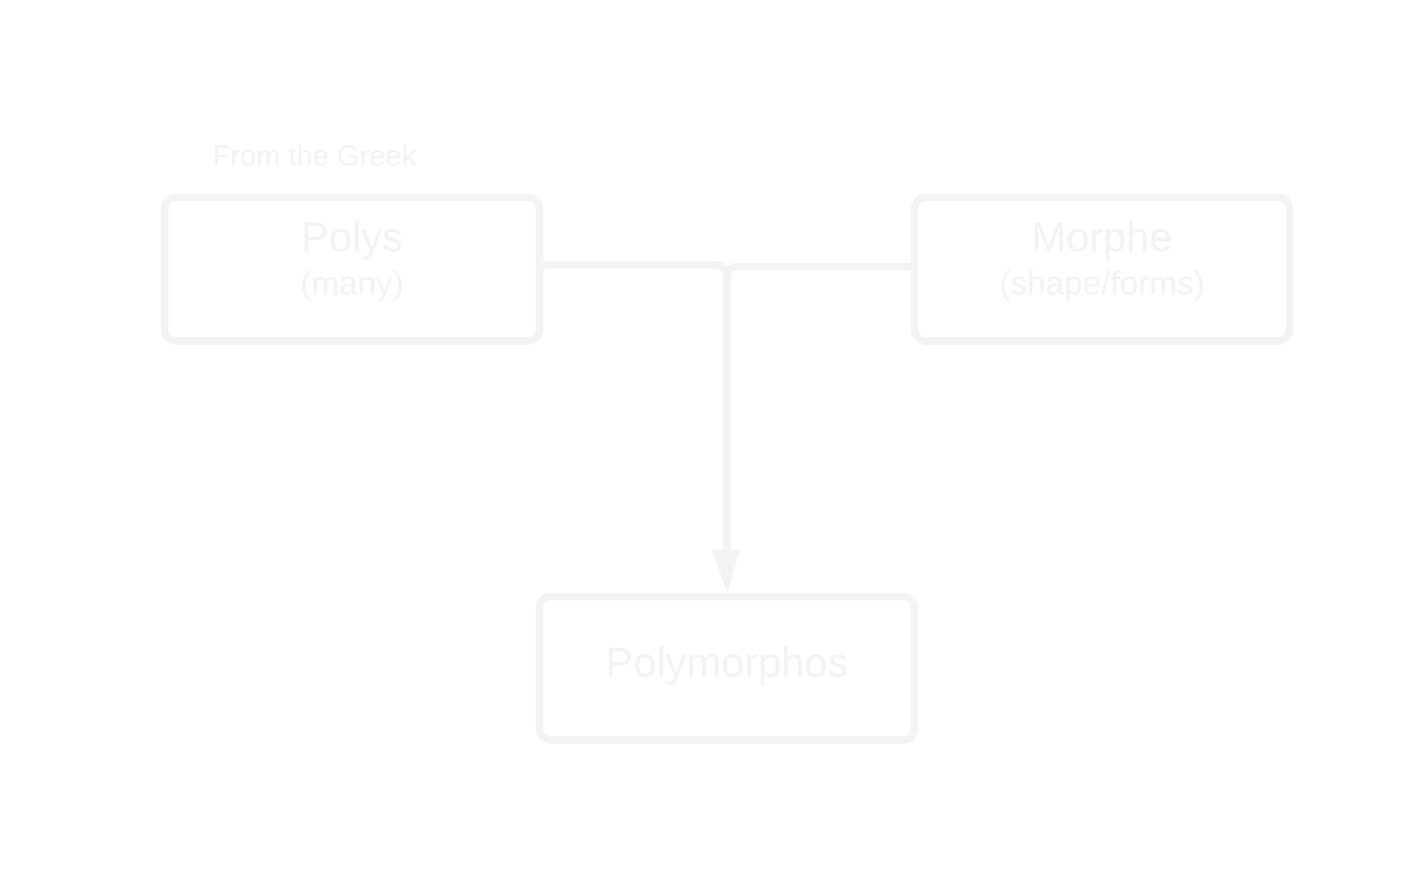 From the Greek
Polys
(many)
Morphe
(shape/forms)
Polymorphos